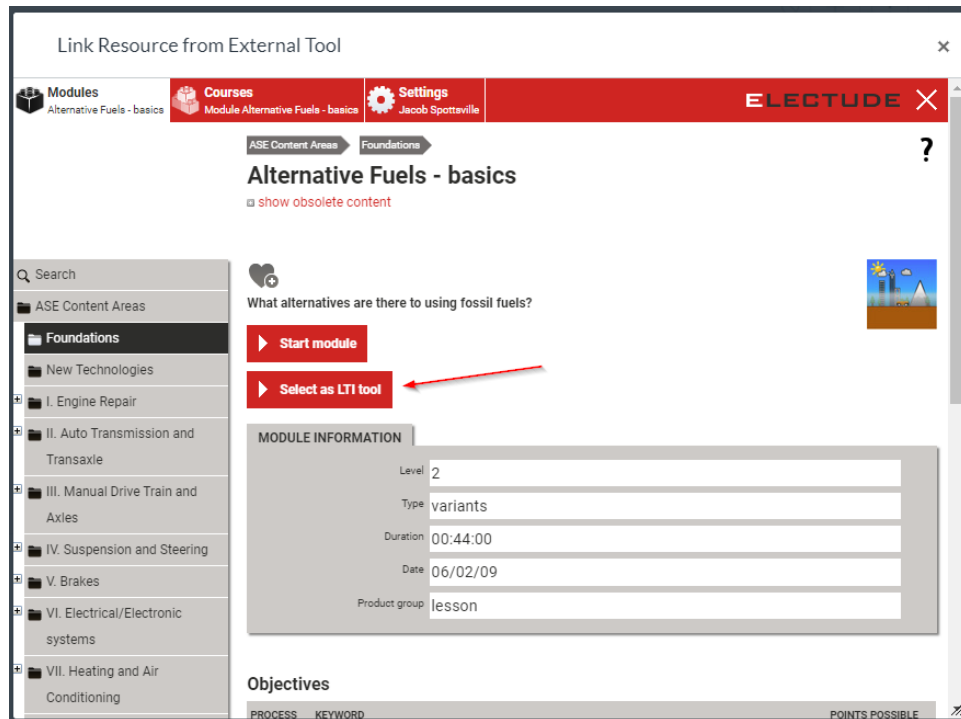 Link Resource from External Tool
×
Modules
Alternative Fuels - basics
Courses
Module Alternative Fuels - basics
Settings
Jacob Spottsville
ELECTUDE
ASE Content Areas
Foundations
?
Alternative Fuels - basics
show obsolete content
Search
ASE Content Areas
Foundations
New Technologies
I. Engine Repair
II. Auto Transmission and
Transaxle
III. Manual Drive Train and
Axles
IV. Suspension and Steering
V. Brakes
VI. Electrical/Electronic
systems
VII. Heating and Air
Conditioning
What alternatives are there to using fossil fuels?
Start module
Select as LTI tool
MODULE INFORMATION
Level 2
Type variants
Duration 00:44:00
Date 06/02/09
Product group lesson
Objectives
PROCESS KEYWORD POINTS POSSIBLE